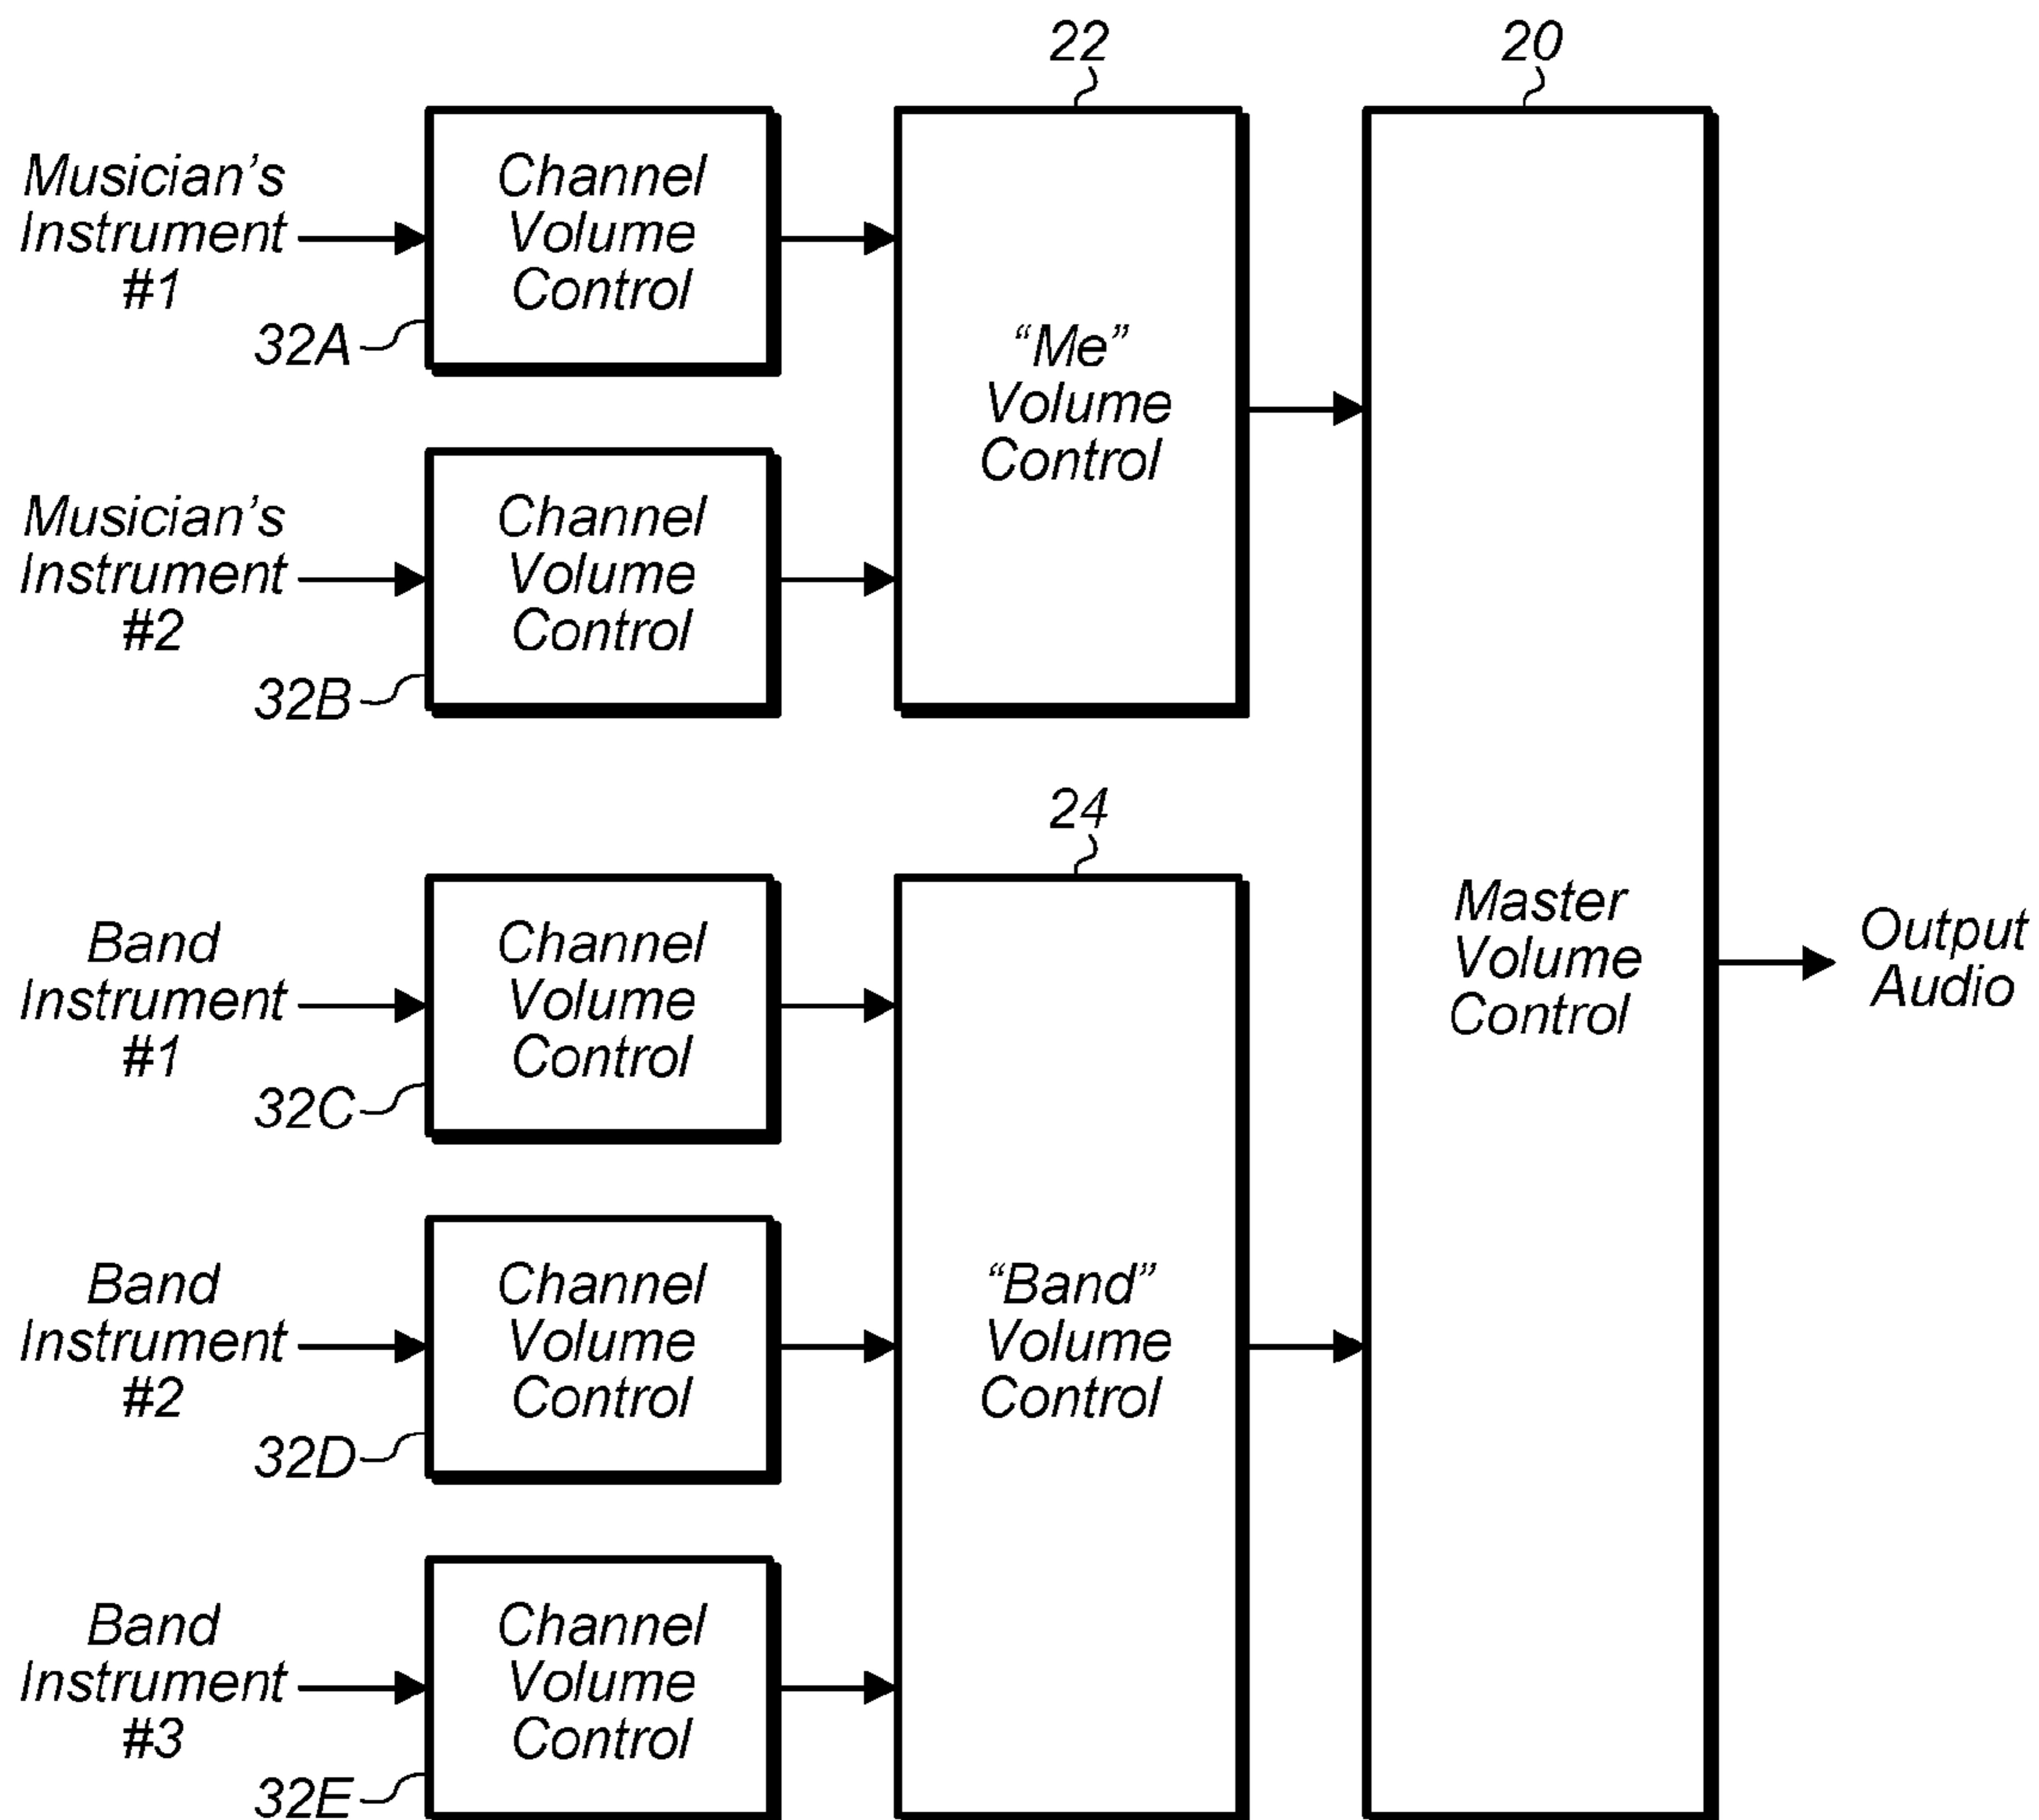 22
20
Musician's
Instrument
#1
Channel
Volume
Control
32A
"Me"
Volume
Control
Musician's
Instrument
#2
Channel
Volume
Control
32B
24
Band
Instrument
#1
Channel
Volume
Control
32C
Master
Volume
Control
Output
Audio
Band
Instrument
#2
Channel
Volume
Control
32D
"Band"
Volume
Control
Band
Instrument
#3
Channel
Volume
Control
32E